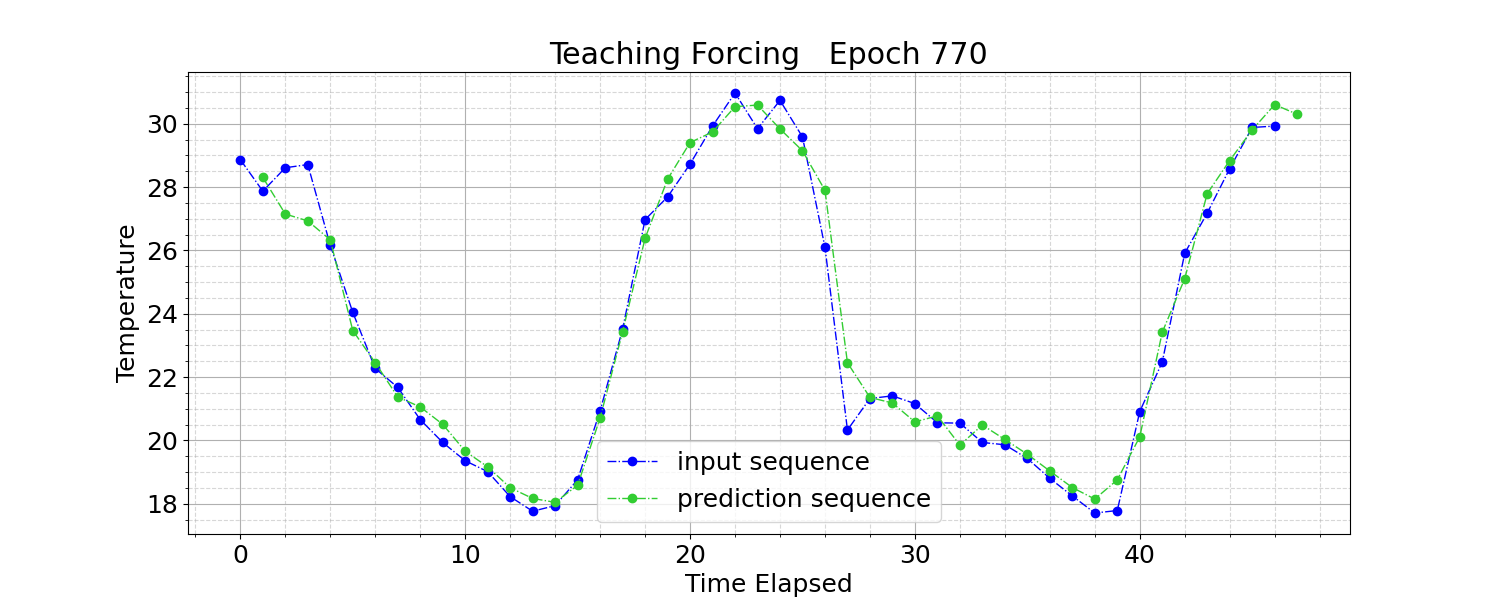 Teaching Forcing   Epoch 770
Temperature
30
28
26
24
22
20
18
input sequence
prediction sequence
0 10 20 30 40
Time Elapsed